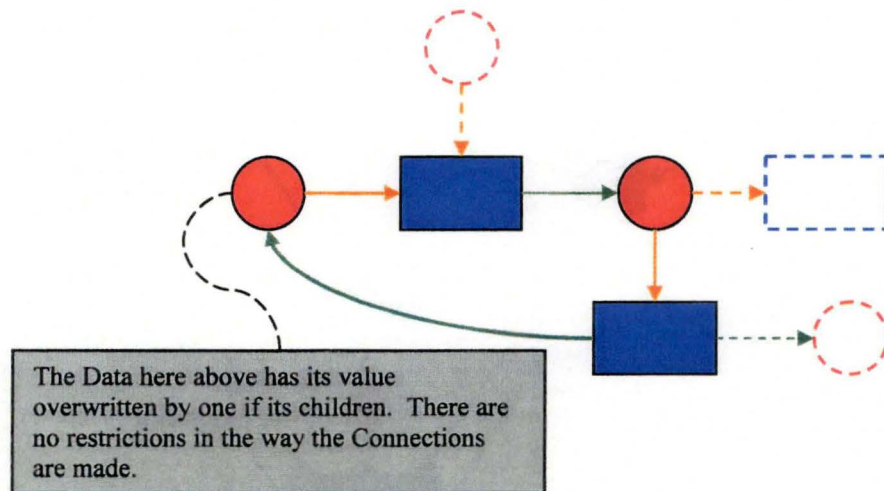 The Data here above has its value
overwritten by one if its children. There are
no restrictions in the way the Connections
are made.